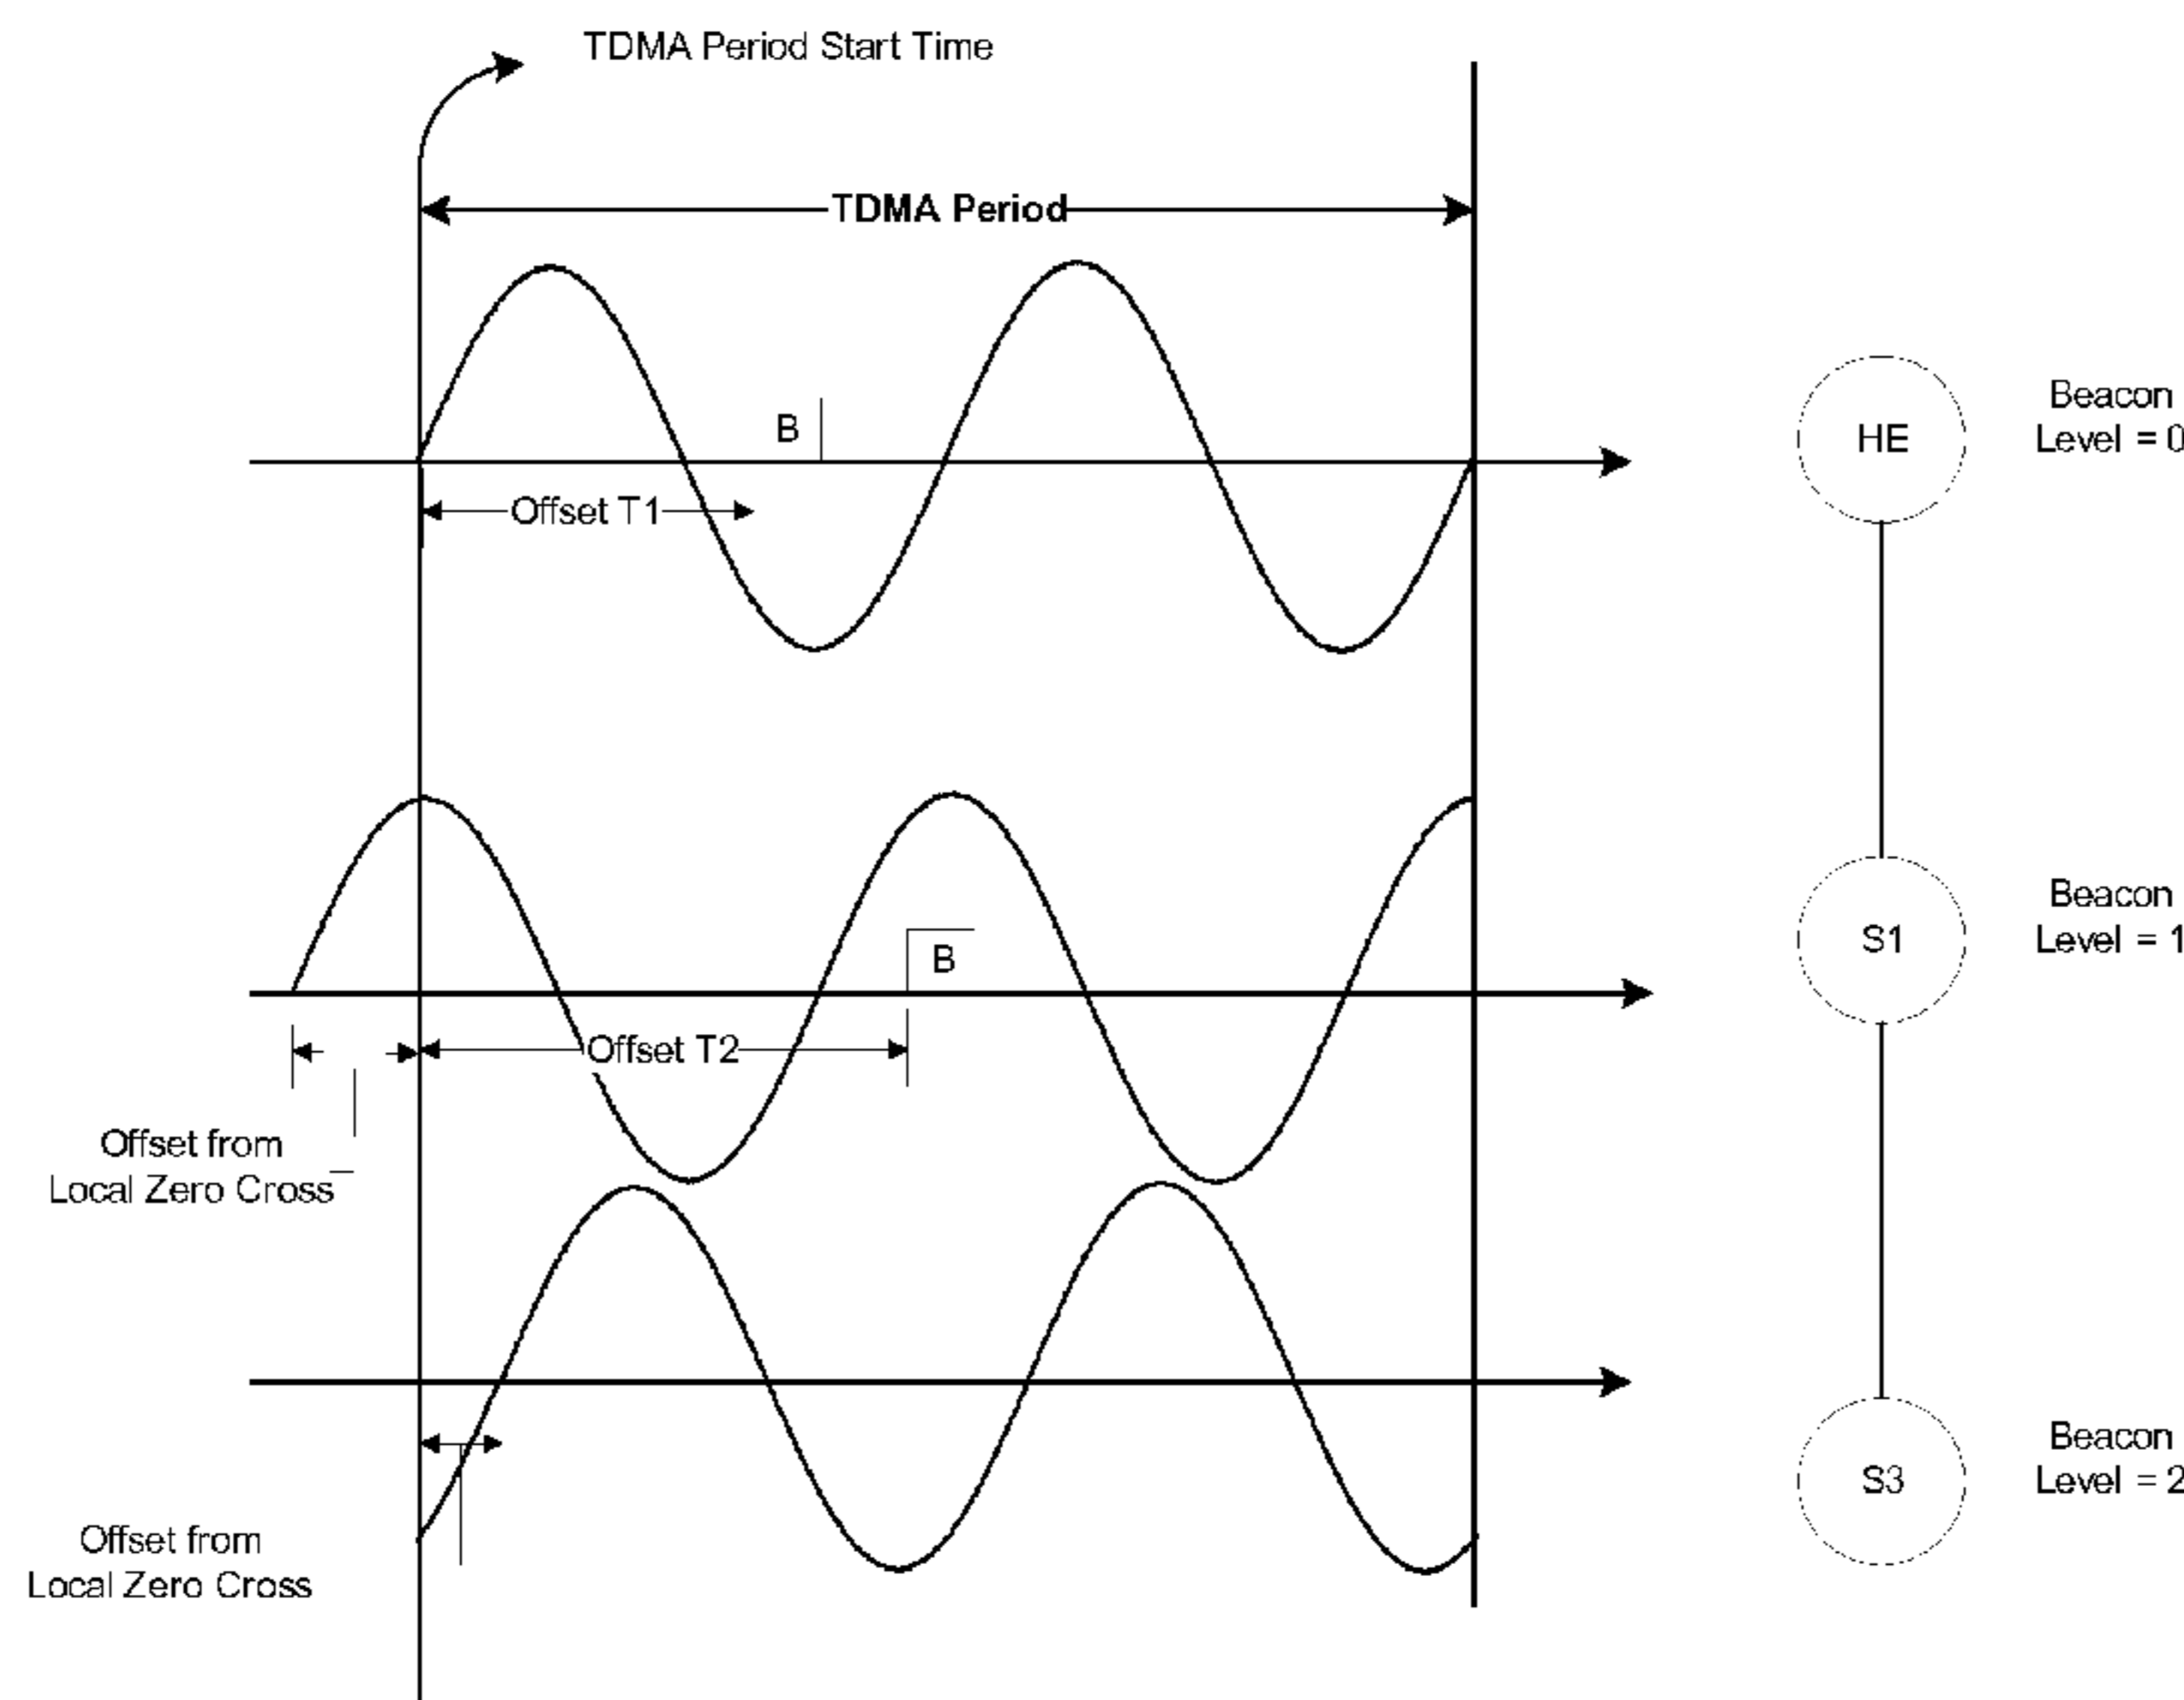 TDMA Period Start Time
TDMA Period
B
Offset T1
HE
Beacon
Level = 0
B
Offset T2
Offset from
Local Zero Cross
S1
Beacon
Level = 1
Offset from
Local Zero Cross
S3
Beacon
Level = 2